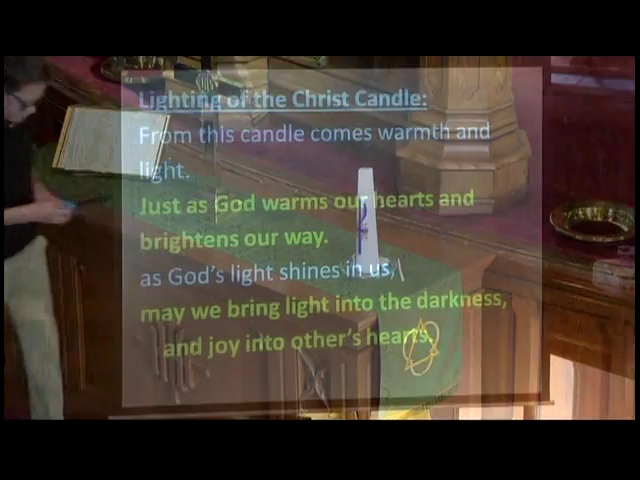 Lighting of the Christ Candle:
From this candle comes warmth and
light.
Just as God warms our hearts and
brightens our way.
as God's light shines in us,
may we bring light into the darkness,
and joy into other's hearts.